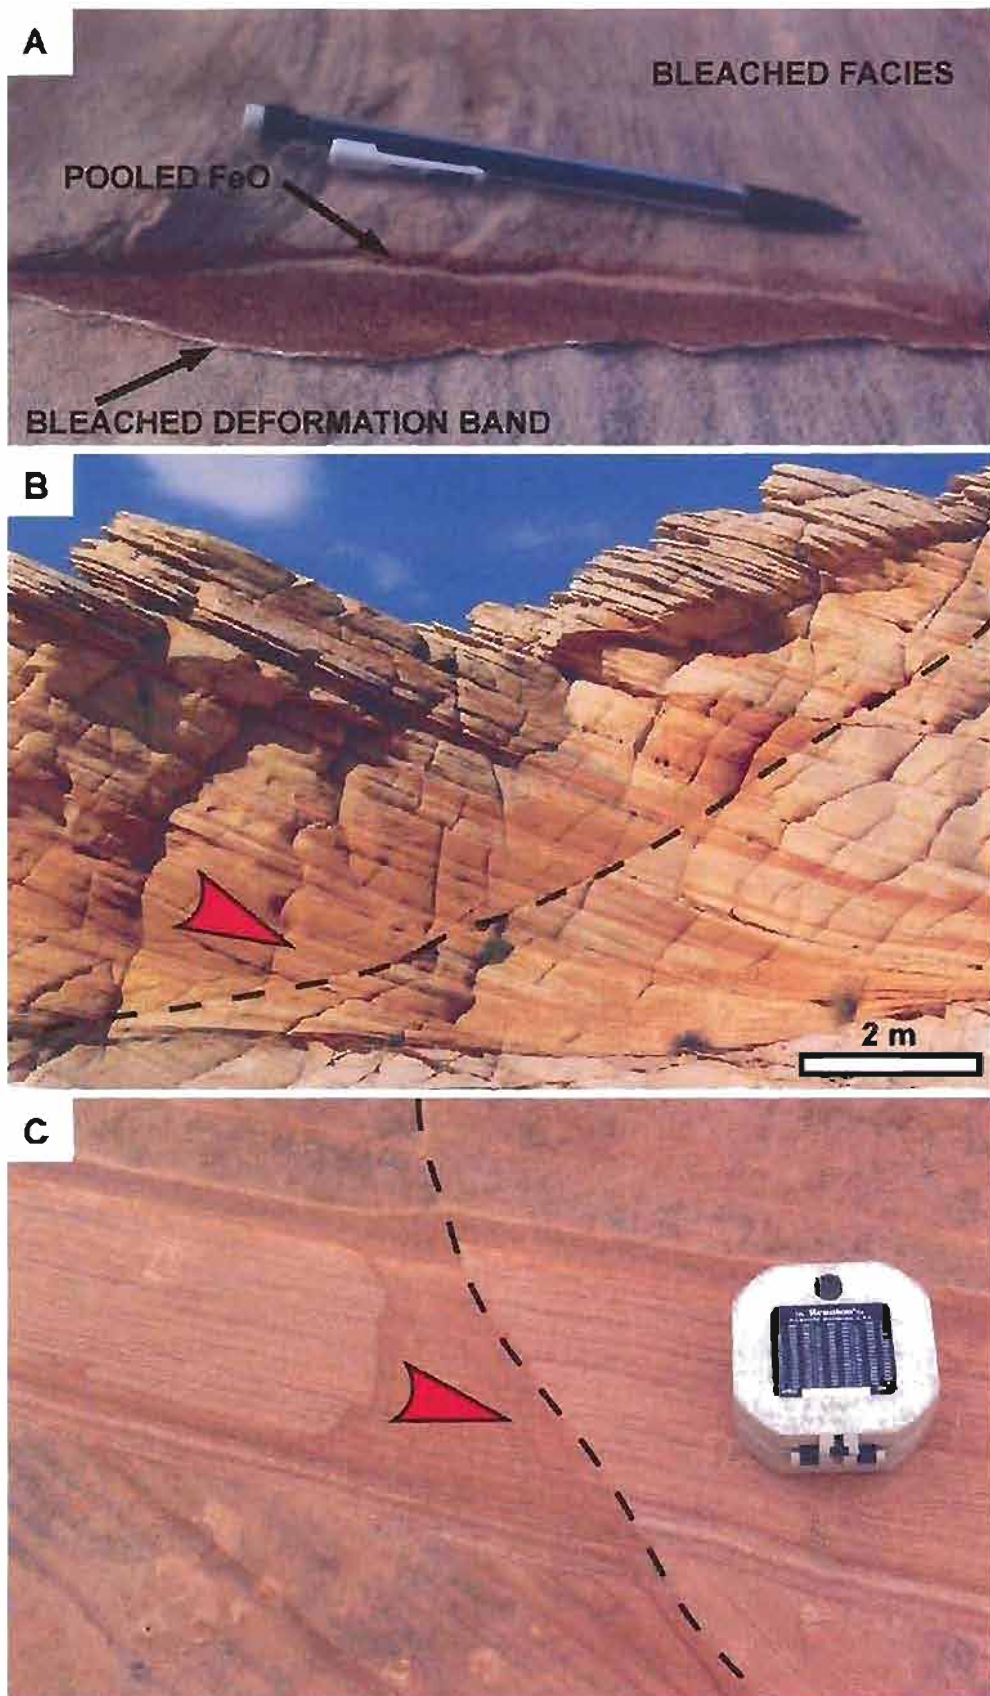 A
BLEACHED FACIES
POOLED FeO
BLEACHED DEFORMATION BAND
B
2 m
C